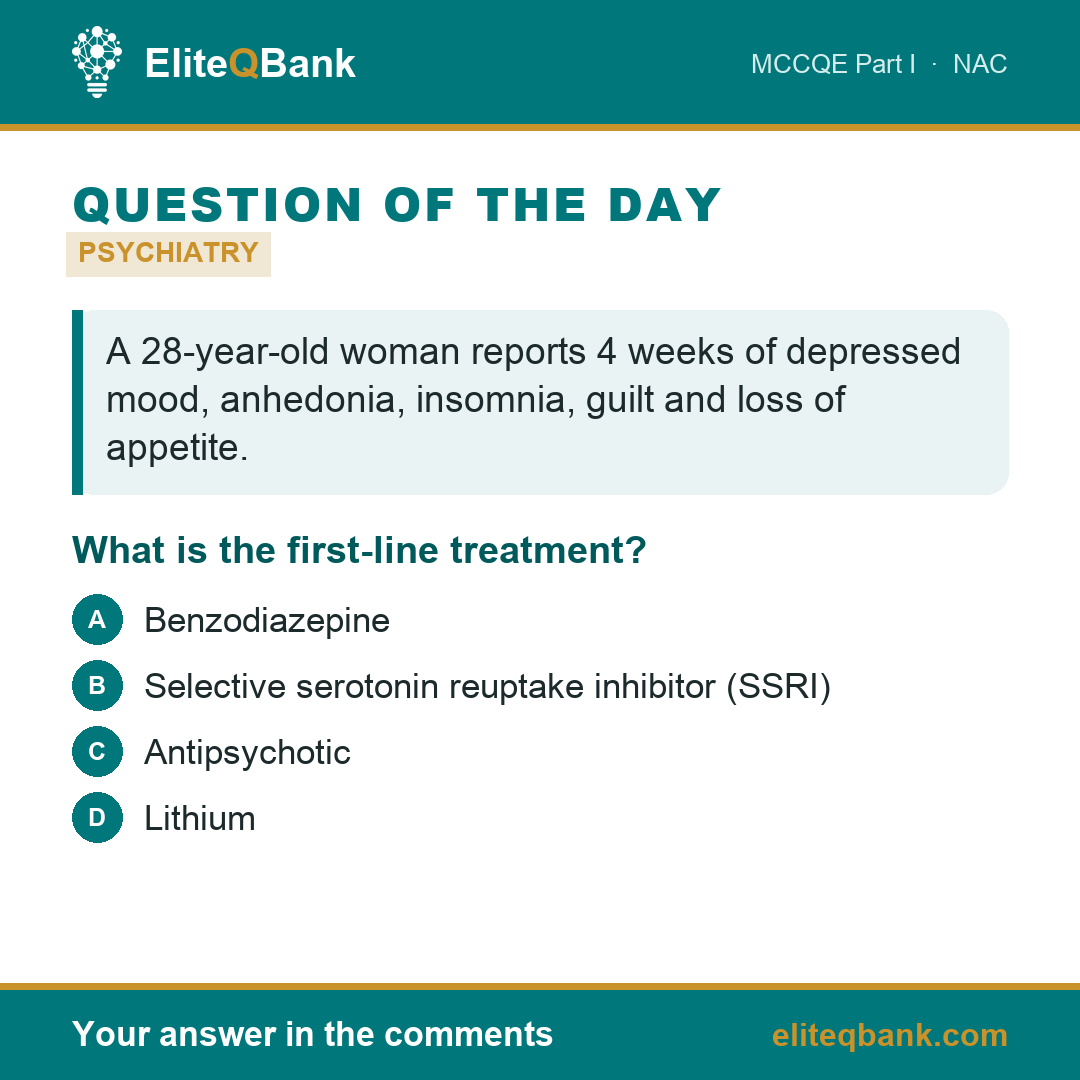 EliteQBank
MCCQE Part I · NAC
QUESTION OF THE DAY
PSYCHIATRY
A 28-year-old woman reports 4 weeks of depressed
mood, anhedonia, insomnia, guilt and loss of
appetite.
What is the first-line treatment?
A Benzodiazepine
B Selective serotonin reuptake inhibitor (SSRI)
C Antipsychotic
D Lithium
Your answer in the comments
eliteqbank.com